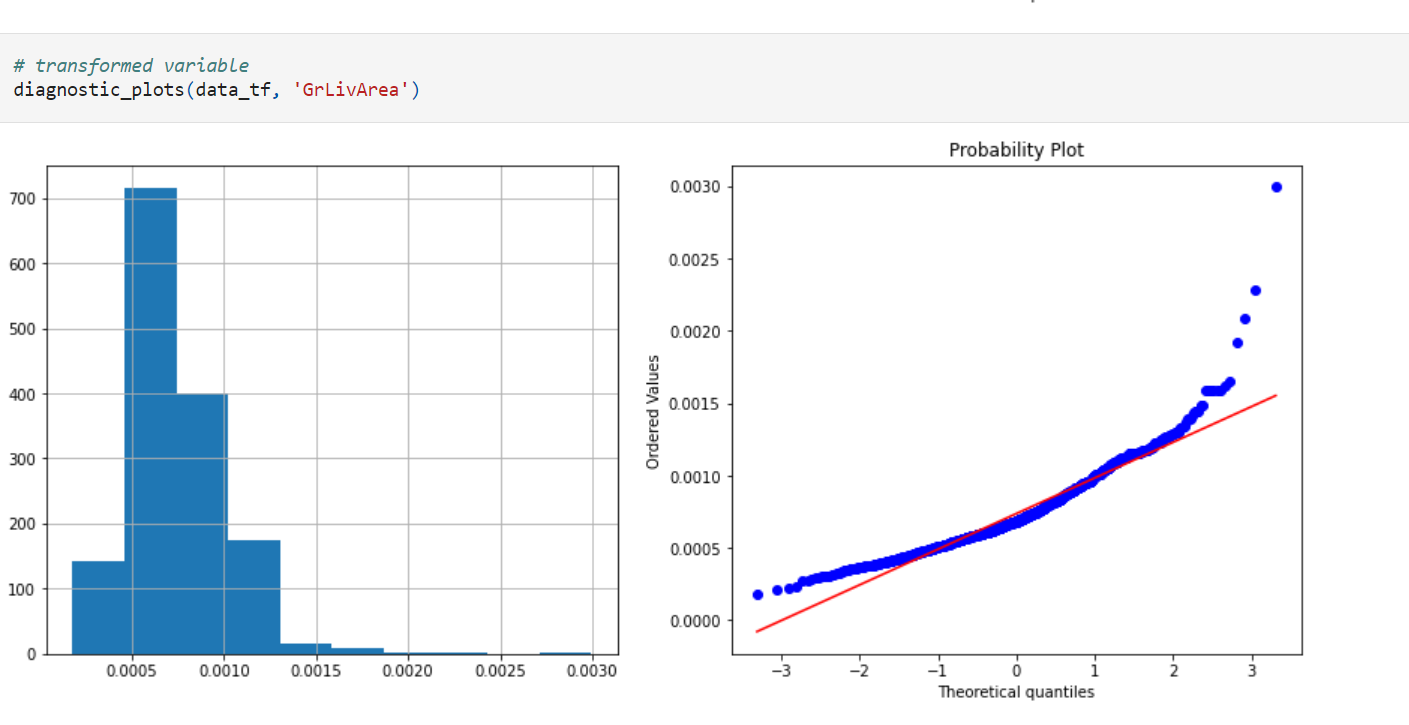 # transformed variable
diagnostic_plots(data_tf, 'GrLivArea')
700
600
500
400
300
200
100
0
0.0005 0.0010 0.0015 0.0020 0.0025 0.0030
Probability Plot
Ordered Values
0.0030
0.0025
0.0020
0.0015
0.0010
0.0005
0.0000
−3 −2 −1 0 1 2 3
Theoretical quantiles